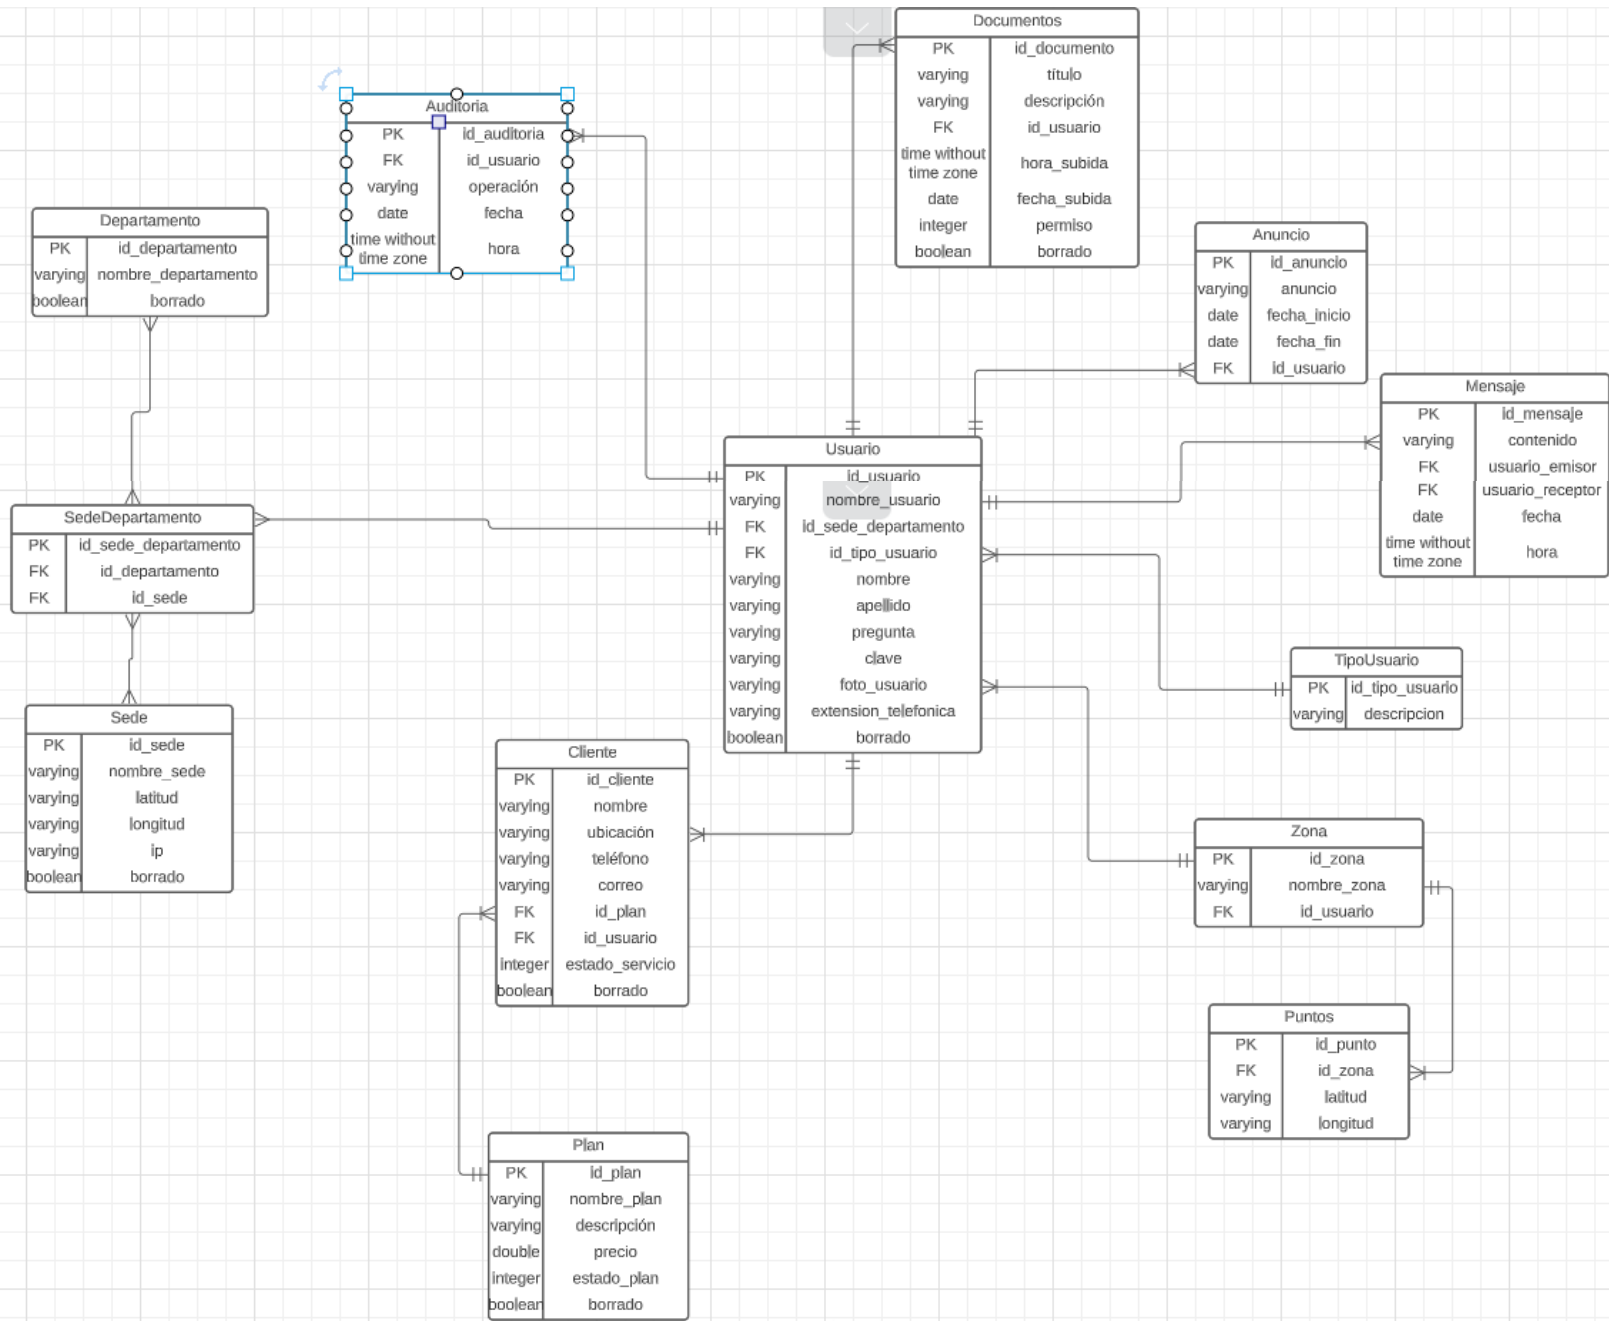 Documentos
PK id_documento
varying título
varying descripción
FK id_usuario
time without time zone hora_subida
date fecha_subida
integer permiso
boolean borrado
Auditoria
PK id_auditoria
FK id_usuario
varying operación
date fecha
time without time zone hora
Departamento
PK id_departamento
varying nombre_departamento
boolean borrado
Anuncio
PK id_anuncio
varying anuncio
date fecha_inicio
date fecha_fin
FK id_usuario
Mensaje
PK id_mensaje
varying contenido
FK usuario_emisor
FK usuario_receptor
date fecha
time without time zone hora
Usuario
PK id_usuario
varying nombre_usuario
FK id_sede_departamento
FK id_tipo_usuario
varying nombre
varying apellido
varying pregunta
varying clave
varying foto_usuario
varying extension_telefonica
boolean borrado
SedeDepartamento
PK id_sede_departamento
FK id_departamento
FK id_sede
TipoUsuario
PK id_tipo_usuario
varying descripcion
Sede
PK id_sede
varying nombre_sede
varying latitud
varying longitud
varying ip
boolean borrado
Cliente
PK id_cliente
varying nombre
varying ubicación
varying teléfono
varying correo
FK id_plan
FK id_usuario
integer estado_servicio
boolean borrado
Zona
PK id_zona
varying nombre_zona
FK id_usuario
Puntos
PK id_punto
FK id_zona
varying latitud
varying longitud
Plan
PK id_plan
varying nombre_plan
varying descripción
double precio
integer estado_plan
boolean borrado